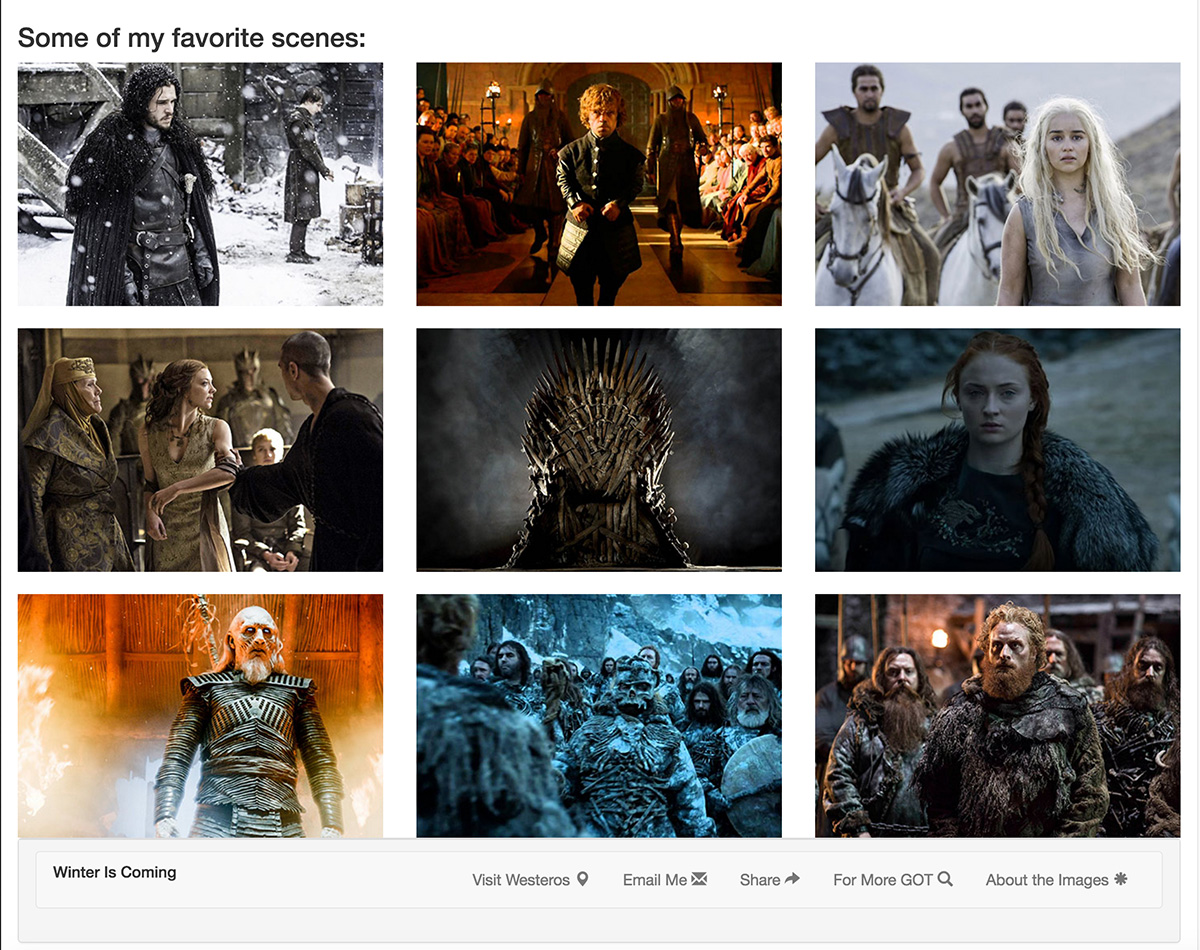 Some of my favorite scenes:
Winter Is Coming
Visit Westeros
Email Me
Share
For More GOT
About the Images